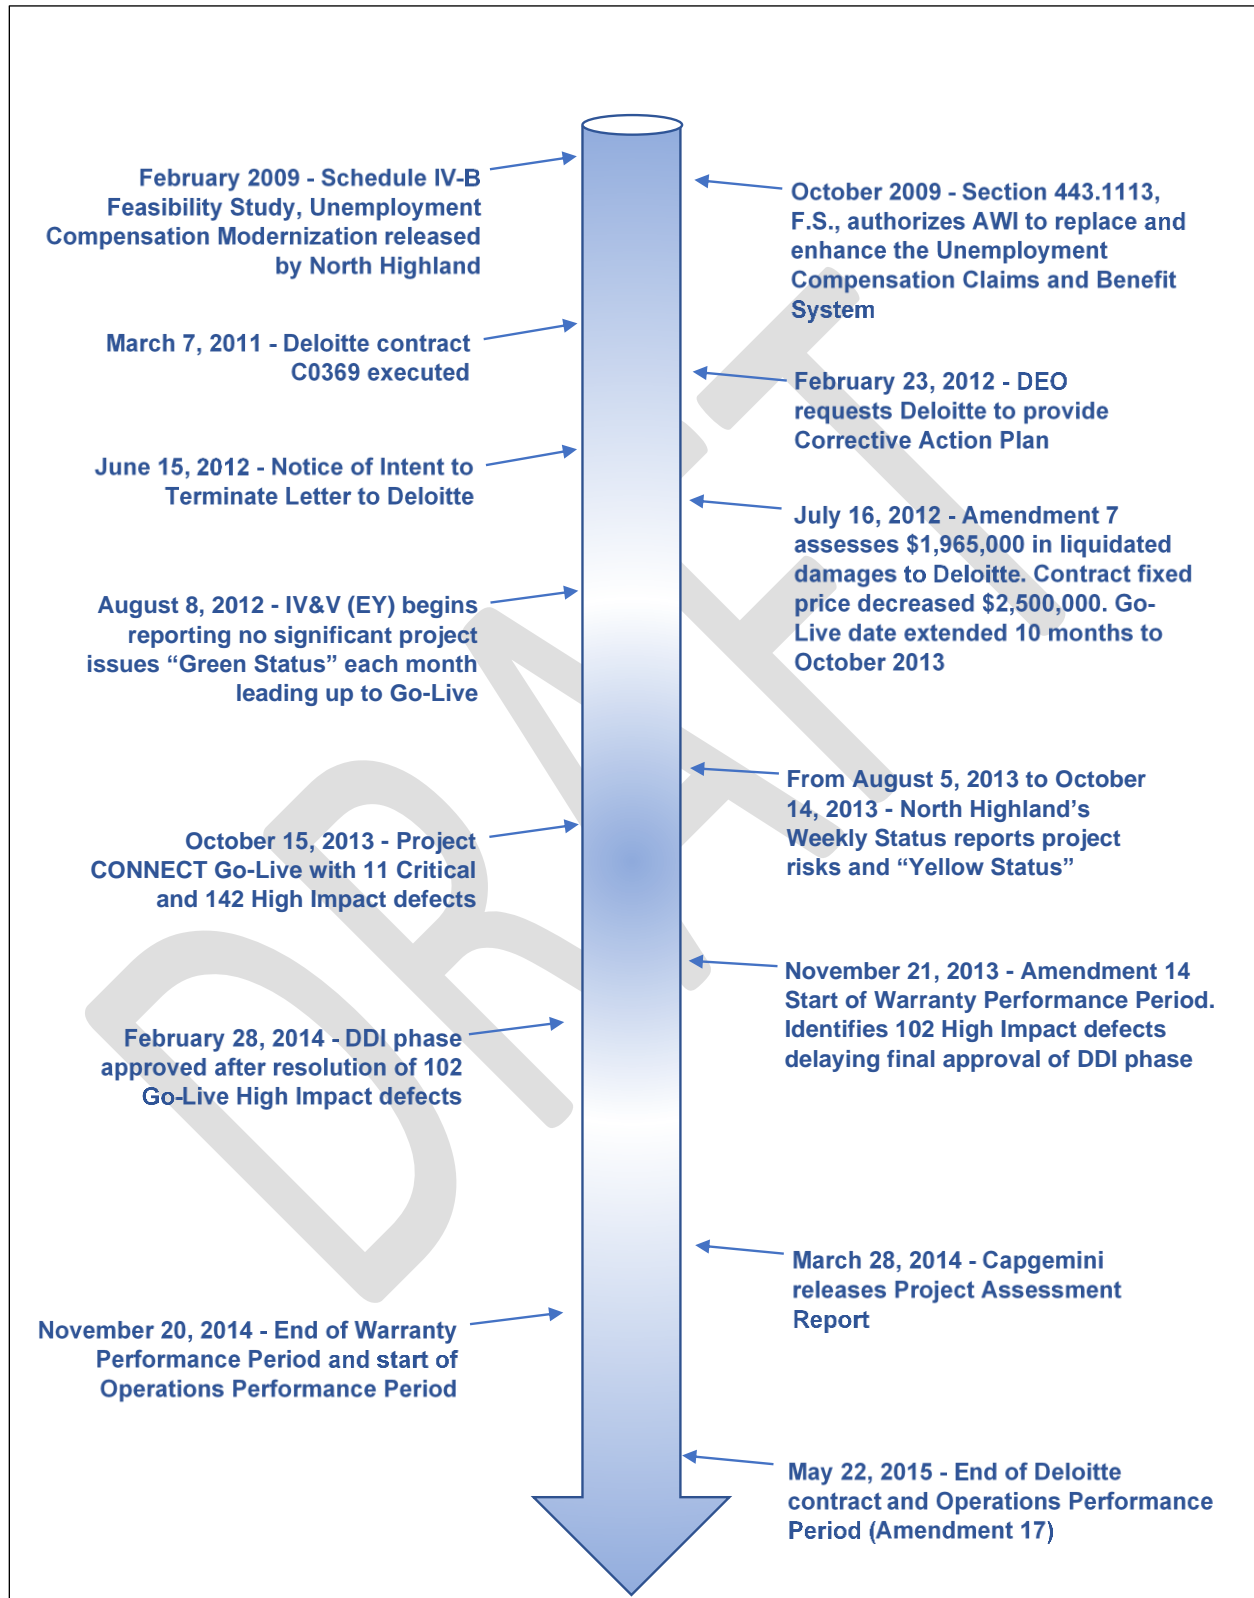 February 2009 - Schedule IV-B
Feasibility Study, Unemployment
Compensation Modernization released
by North Highland
October 2009 - Section 443.1113,
F.S., authorizes AWI to replace and
enhance the Unemployment
Compensation Claims and Benefit
System
March 7, 2011 - Deloitte contract
C0369 executed
February 23, 2012 - DEO
requests Deloitte to provide
Corrective Action Plan
June 15, 2012 - Notice of Intent to
Terminate Letter to Deloitte
July 16, 2012 - Amendment 7
assesses $1,965,000 in liquidated
damages to Deloitte. Contract fixed
price decreased $2,500,000. Go-
Live date extended 10 months to
October 2013
August 8, 2012 - IV&V (EY) begins
reporting no significant project
issues “Green Status” each month
leading up to Go-Live
From August 5, 2013 to October
14, 2013 - North Highland’s
Weekly Status reports project
risks and “Yellow Status”
October 15, 2013 - Project
CONNECT Go-Live with 11 Critical
and 142 High Impact defects
November 21, 2013 - Amendment 14
Start of Warranty Performance Period.
Identifies 102 High Impact defects
delaying final approval of DDI phase
February 28, 2014 - DDI phase
approved after resolution of 102
Go-Live High Impact defects
March 28, 2014 - Capgemini
releases Project Assessment
Report
November 20, 2014 - End of Warranty
Performance Period and start of
Operations Performance Period
May 22, 2015 - End of Deloitte
contract and Operations Performance
Period (Amendment 17)
DRAFT